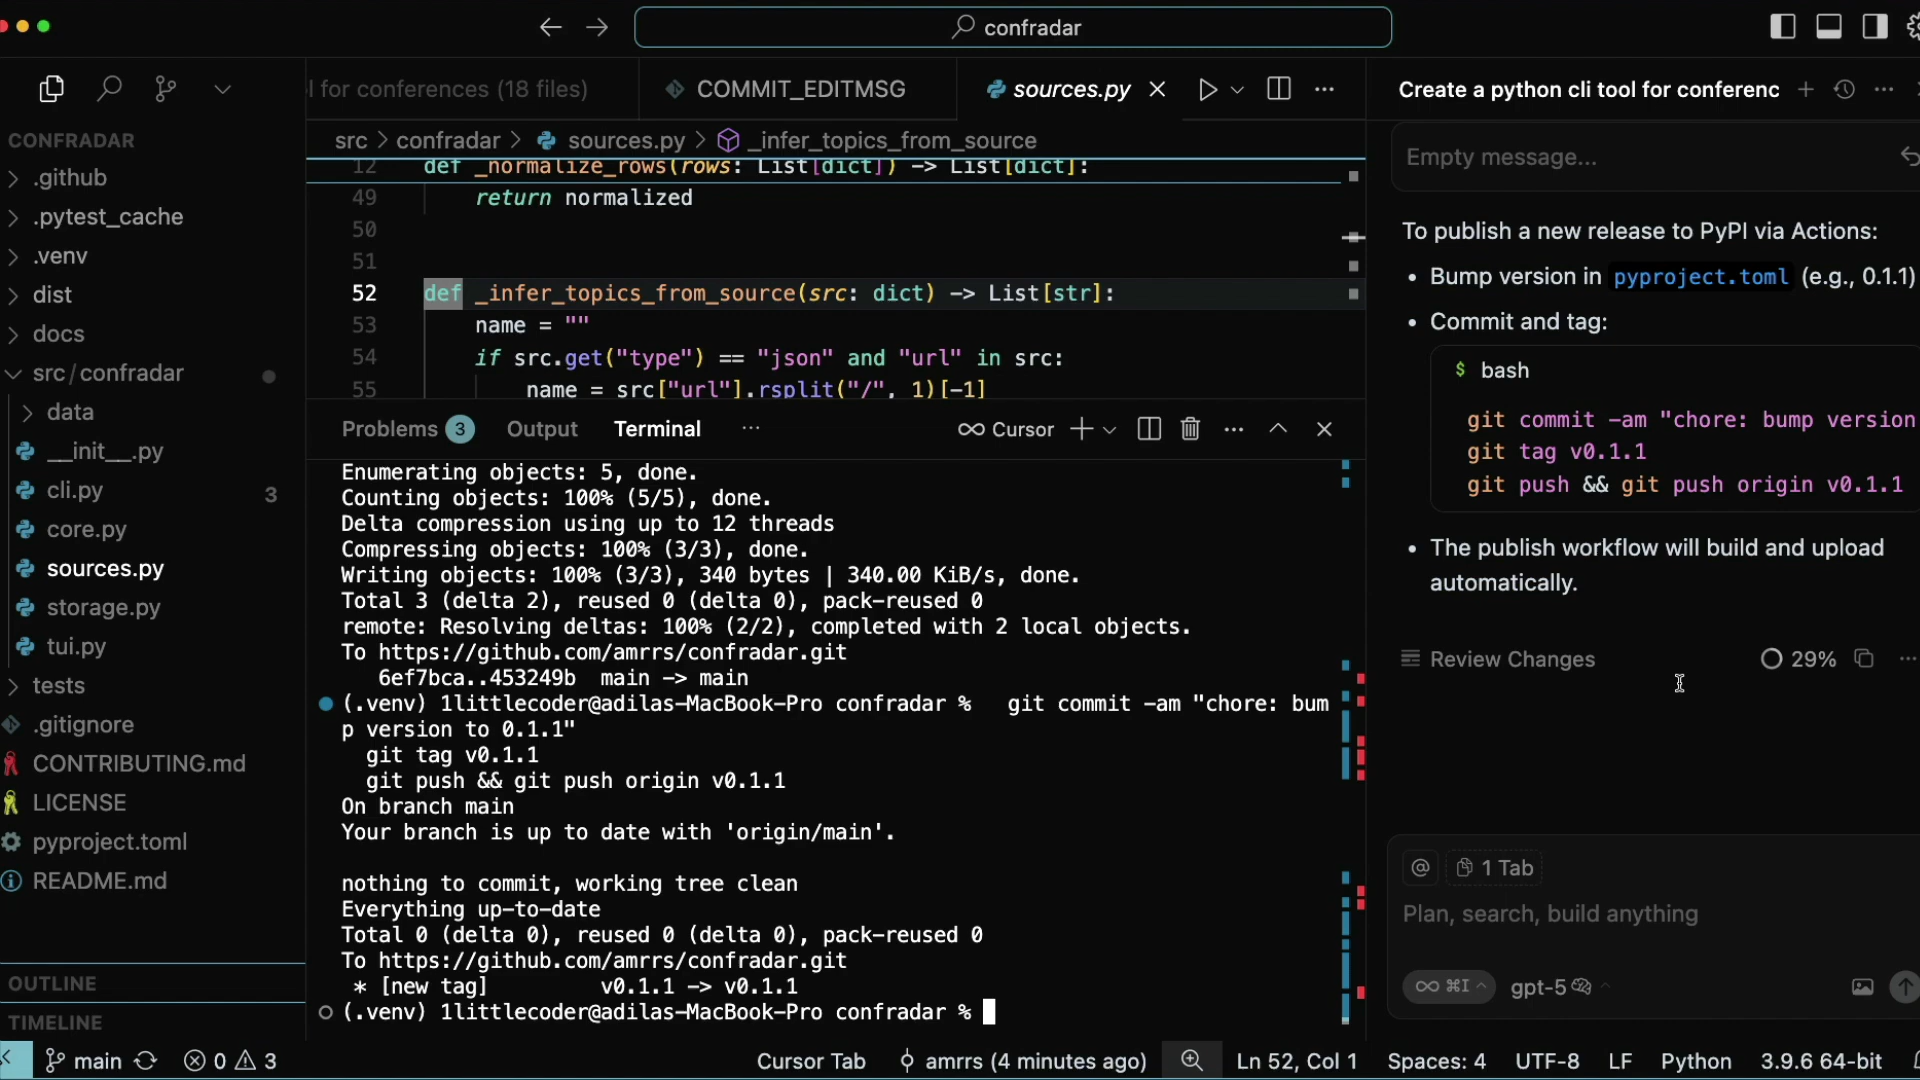 confradar
l for conferences (18 files)
COMMIT_EDITMSG
sources.py
Create a python cli tool for conferenc
CONFRADAR
.github
.pytest_cache
.venv
dist
docs
src/confradar
data
__init__.py
cli.py 3
core.py
sources.py
storage.py
tui.py
tests
.gitignore
CONTRIBUTING.md
LICENSE
pyproject.toml
README.md
OUTLINE
TIMELINE
src > confradar > sources.py > _infer_topics_from_source
12 def _normalize_rows(rows: List[dict]) -> List[dict]:
49 return normalized
50
51
52 def _infer_topics_from_source(src: dict) -> List[str]:
53 name = ""
54 if src.get("type") == "json" and "url" in src:
55 name = src["url"].rsplit("/", 1)[-1]
Problems 3 Output Terminal ... Cursor
Enumerating objects: 5, done.
Counting objects: 100% (5/5), done.
Delta compression using up to 12 threads
Compressing objects: 100% (3/3), done.
Writing objects: 100% (3/3), 340 bytes | 340.00 KiB/s, done.
Total 3 (delta 2), reused 0 (delta 0), pack-reused 0
remote: Resolving deltas: 100% (2/2), completed with 2 local objects.
To https://github.com/amrrs/confradar.git
6ef7bca..453249b main -> main
(.venv) 1littlecoder@adilas-MacBook-Pro confradar % git commit -am "chore: bum
p version to 0.1.1"
git tag v0.1.1
git push && git push origin v0.1.1
On branch main
Your branch is up to date with 'origin/main'.
nothing to commit, working tree clean
Everything up-to-date
Total 0 (delta 0), reused 0 (delta 0), pack-reused 0
To https://github.com/amrrs/confradar.git
* [new tag] v0.1.1 -> v0.1.1
(.venv) 1littlecoder@adilas-MacBook-Pro confradar %
Empty message...
To publish a new release to PyPI via Actions:
• Bump version in pyproject.toml (e.g., 0.1.1)
• Commit and tag:
$ bash
git commit -am "chore: bump version
git tag v0.1.1
git push && git push origin v0.1.1
• The publish workflow will build and upload
automatically.
Review Changes 29%
@ 1 Tab
Plan, search, build anything
∞ ⌘I gpt-5
main 0 3 Cursor Tab amrrs (4 minutes ago) Ln 52, Col 1 Spaces: 4 UTF-8 LF Python 3.9.6 64-bit